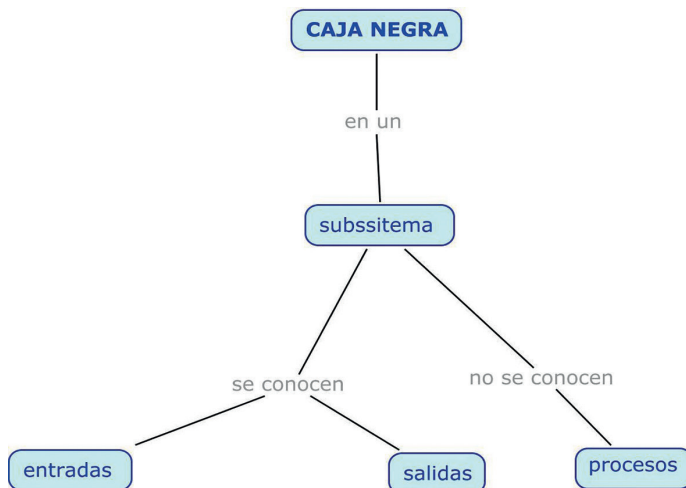 CAJA NEGRA
en un
subssitema
se conocen
no se conocen
entradas
salidas
procesos